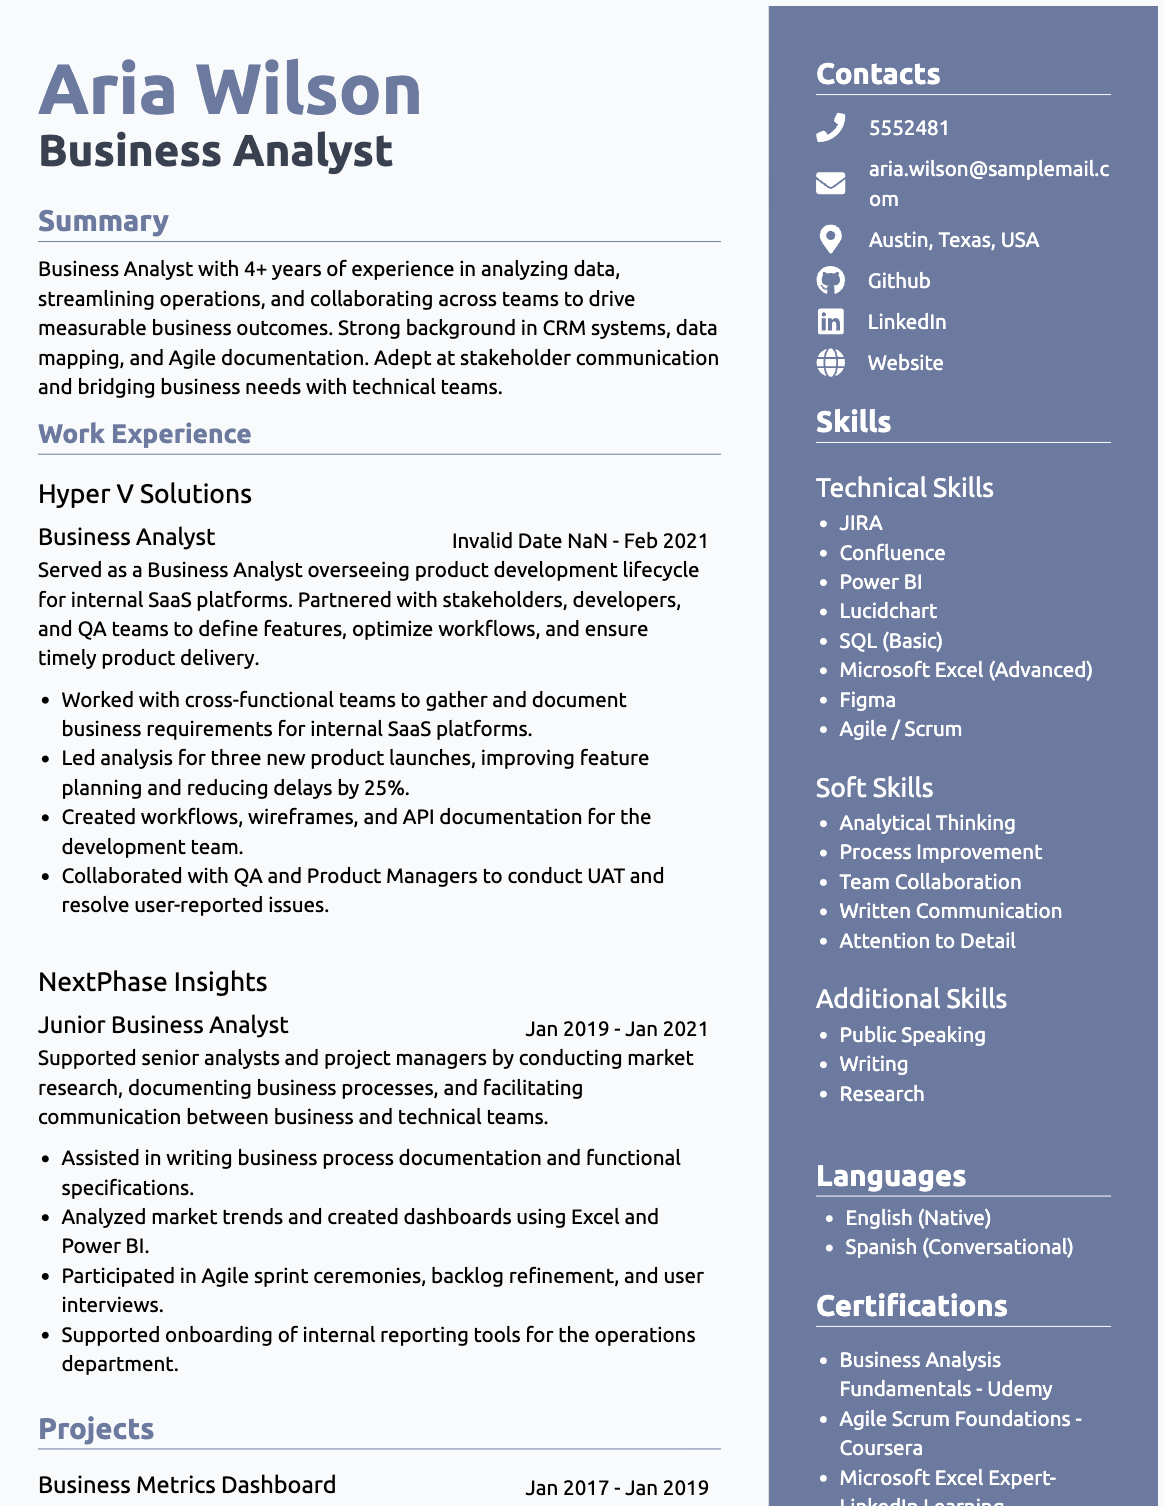 Aria Wilson
Business Analyst
Summary
Business Analyst with 4+ years of experience in analyzing data,
streamlining operations, and collaborating across teams to drive
measurable business outcomes. Strong background in CRM systems, data
mapping, and Agile documentation. Adept at stakeholder communication
and bridging business needs with technical teams.
Work Experience
Hyper V Solutions
Business Analyst
Invalid Date NaN - Feb 2021
Served as a Business Analyst overseeing product development lifecycle
for internal SaaS platforms. Partnered with stakeholders, developers,
and QA teams to define features, optimize workflows, and ensure
timely product delivery.
• Worked with cross-functional teams to gather and document
business requirements for internal SaaS platforms.
• Led analysis for three new product launches, improving feature
planning and reducing delays by 25%.
• Created workflows, wireframes, and API documentation for the
development team.
• Collaborated with QA and Product Managers to conduct UAT and
resolve user-reported issues.
NextPhase Insights
Junior Business Analyst
Jan 2019 - Jan 2021
Supported senior analysts and project managers by conducting market
research, documenting business processes, and facilitating
communication between business and technical teams.
• Assisted in writing business process documentation and functional
specifications.
• Analyzed market trends and created dashboards using Excel and
Power BI.
• Participated in Agile sprint ceremonies, backlog refinement, and user
interviews.
• Supported onboarding of internal reporting tools for the operations
department.
Projects
Business Metrics Dashboard
Jan 2017 - Jan 2019
Contacts
5552481
aria.wilson@samplemail.c
om
Austin, Texas, USA
Github
LinkedIn
Website
Skills
Technical Skills
• JIRA
• Confluence
• Power BI
• Lucidchart
• SQL (Basic)
• Microsoft Excel (Advanced)
• Figma
• Agile / Scrum
Soft Skills
• Analytical Thinking
• Process Improvement
• Team Collaboration
• Written Communication
• Attention to Detail
Additional Skills
• Public Speaking
• Writing
• Research
Languages
• English (Native)
• Spanish (Conversational)
Certifications
• Business Analysis
Fundamentals - Udemy
• Agile Scrum Foundations -
Coursera
• Microsoft Excel Expert-
LinkedIn Learning